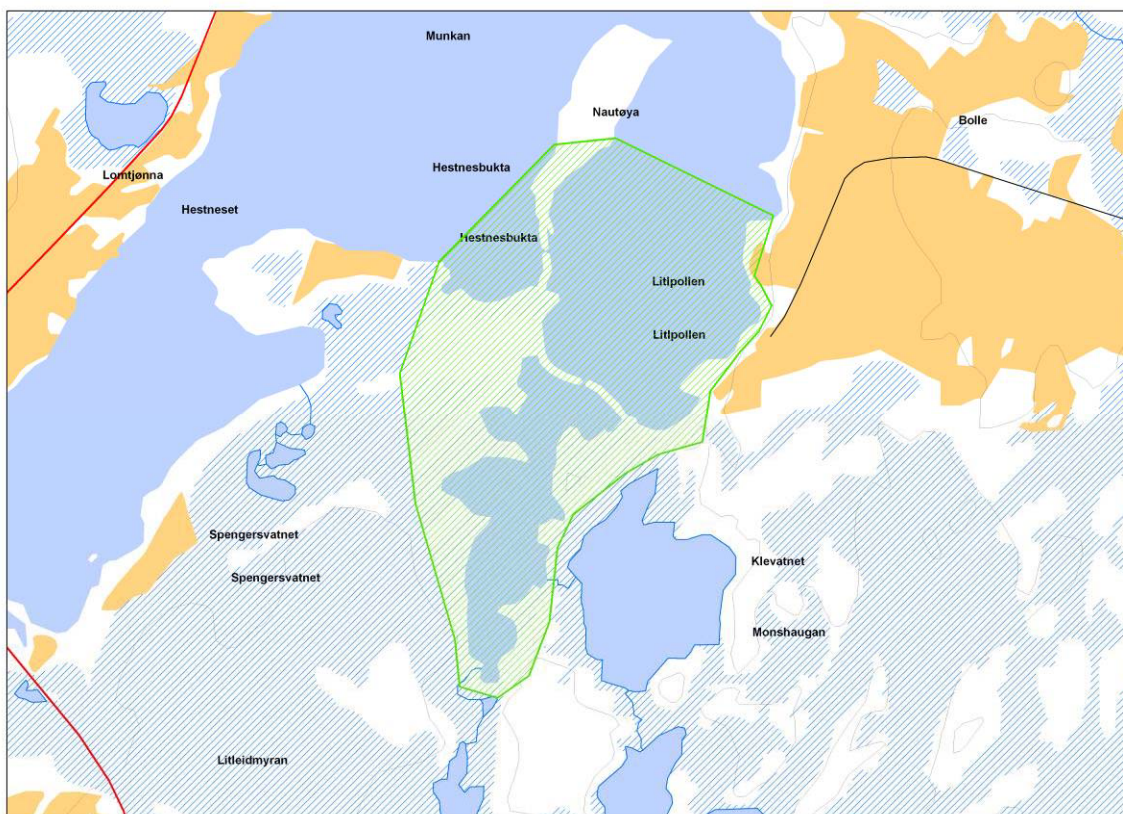 Munkan
Nautøya
Bolle
Hestnesbukta
Lomtjønna
Hestneset
Hestnesbukta
Litlpollen
Litlpollen
Spengersvatnet
Klevatnet
Spengersvatnet
Monshaugan
Litleidmyran